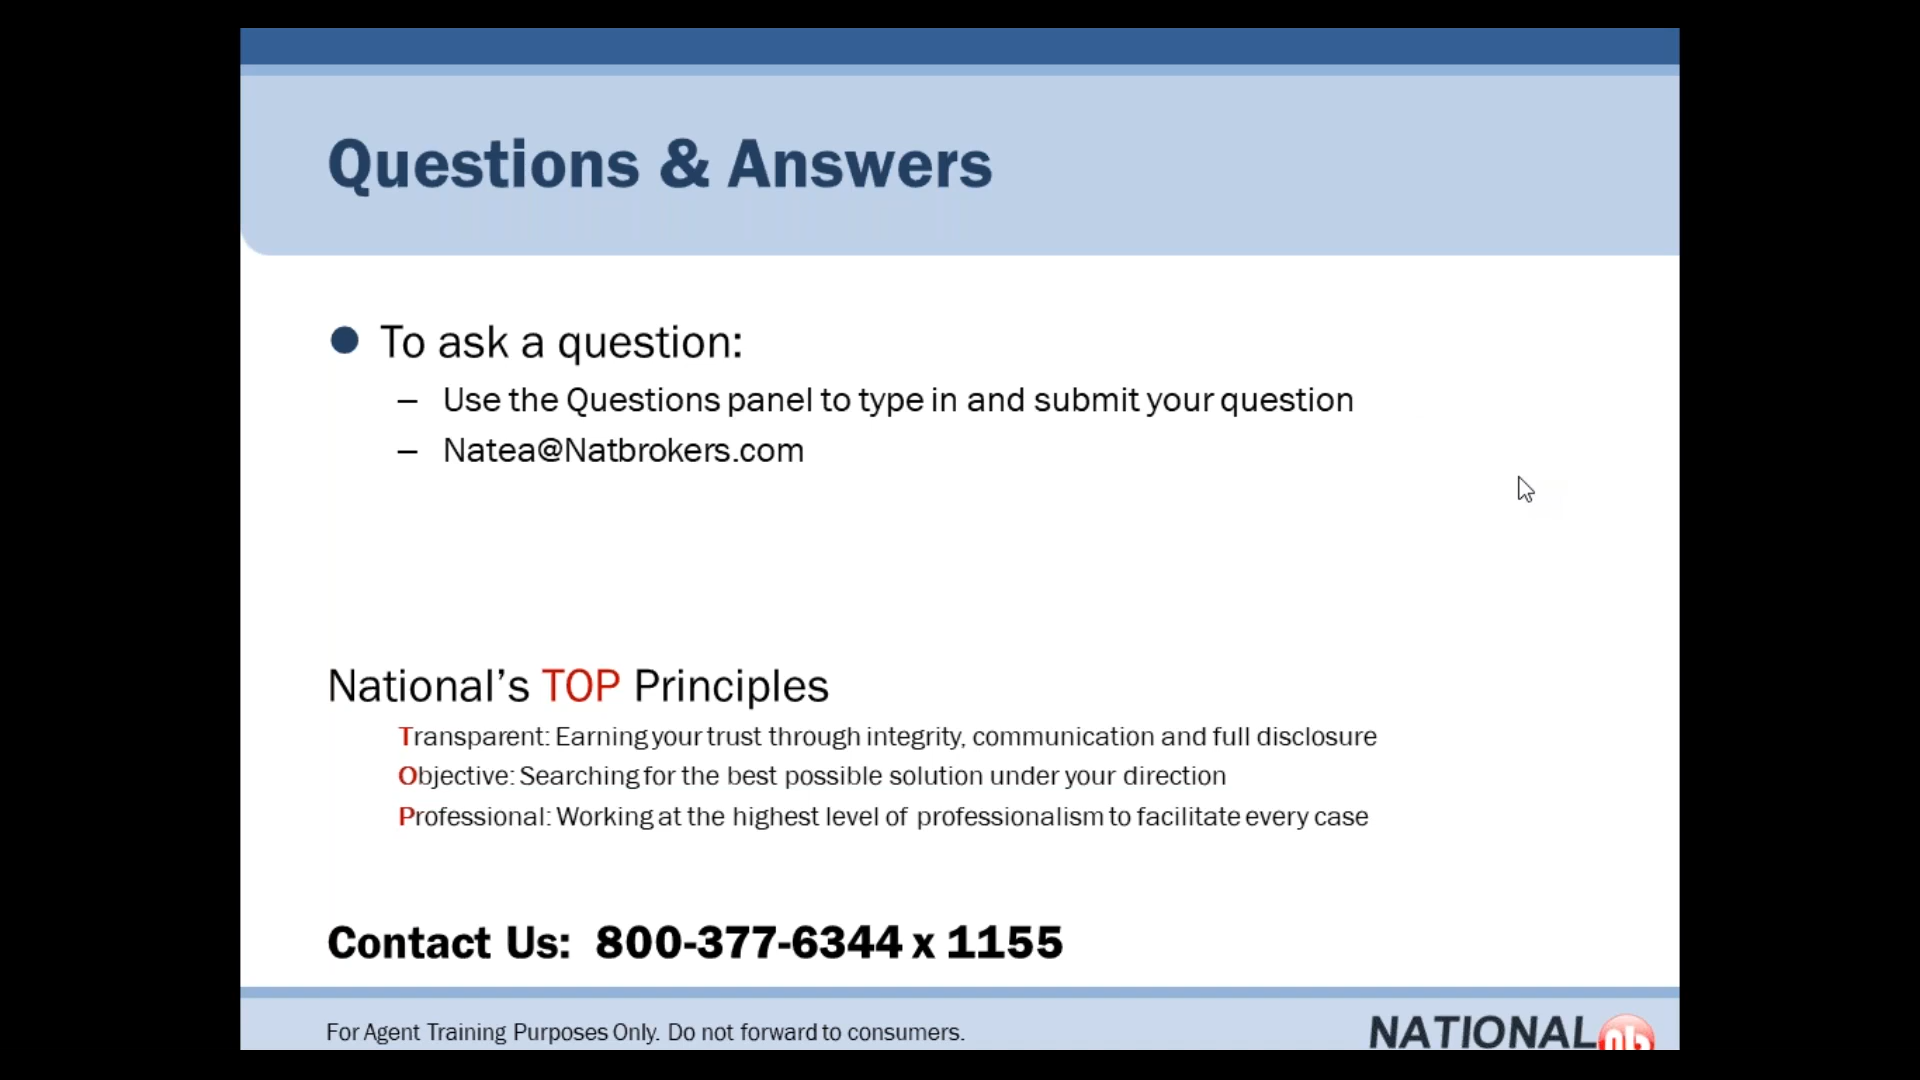 Questions & Answers
To ask a question:
– Use the Questions panel to type in and submit your question
– Natea@Natbrokers.com
National’s TOP Principles
Transparent: Earning your trust through integrity, communication and full disclosure
Objective: Searching for the best possible solution under your direction
Professional: Working at the highest level of professionalism to facilitate every case
Contact Us: 800-377-6344 x 1155
For Agent Training Purposes Only. Do not forward to consumers.
NATIONAL nb